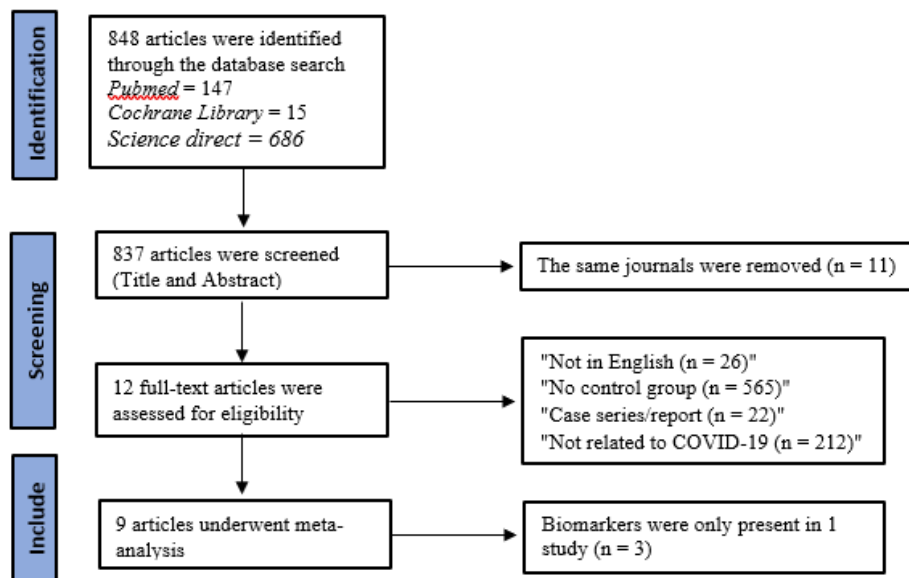 Identification
848 articles were identified
through the database search
Pubmed = 147
Cochrane Library = 15
Science direct = 686
Screening
837 articles were screened
(Title and Abstract)
The same journals were removed (n = 11)
12 full-text articles were
assessed for eligibility
"Not in English (n = 26)"
"No control group (n = 565)"
"Case series/report (n = 22)"
"Not related to COVID-19 (n = 212)"
Include
9 articles underwent meta-
analysis
Biomarkers were only present in 1
study (n = 3)